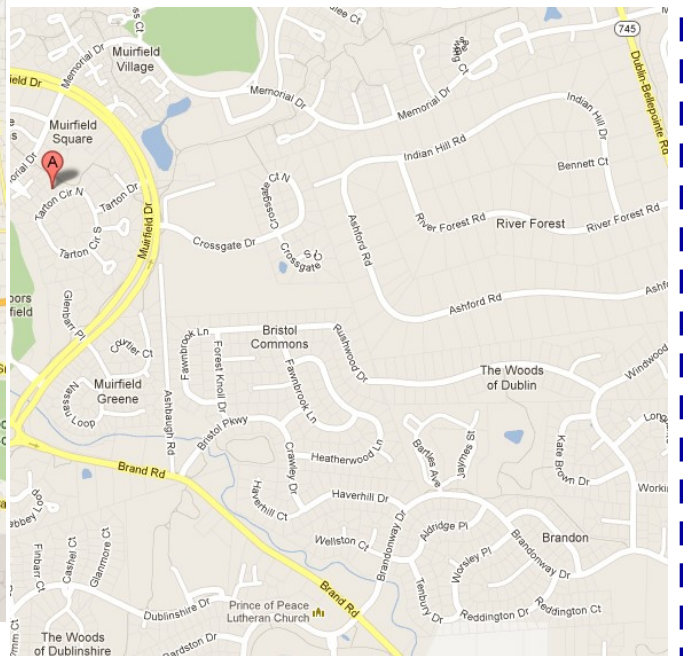 745
Muirfield
Village
Memorial Dr
Dublin-Bellepointe Rd
Memorial Dr
Memorial Dr
Muirfield
Square
A
Indian Hill Rd
Indian Hill Dr
Bennett Ct
Tarton Cir N
Tarton Dr
Tarton Cir S
Muirfield Dr
Crossgate Ct N
Crossgate Dr
Crossgate
Ct S
River Forest Rd
River Forest
River Forest Rd
Ashford Rd
Ashford Rd
Glenbarr Pl
Courtier Ct
Fawnbrook Ln
Bristol
Commons
Rushwood Dr
Fawnbrook Ln
Forest Knoll Dr
Fawnbrook Ln
The Woods
of Dublin
Windwood
Muirfield
Greene
Nassau Loop
Ashbaugh Rd
Bristol Pkwy
Crawley Dr
Heatherwood Ln
Bartles Ave
Jaynes St
Kate Brown Dr
Brand Rd
Haverhill Ct
Haverhill Dr
Brandonway Dr
Aldridge Pl
Brandon
Wellston Ct
Worsley Pl
Brandonway Dr
Finbarr Ct
Cashel Ct
Glanmore Ct
Tenbury Dr
Reddington Dr
Reddington Ct
Brand Rd
Dublinshire Dr
Prince of Peace
Lutheran Church
The Woods
of Dublinshire